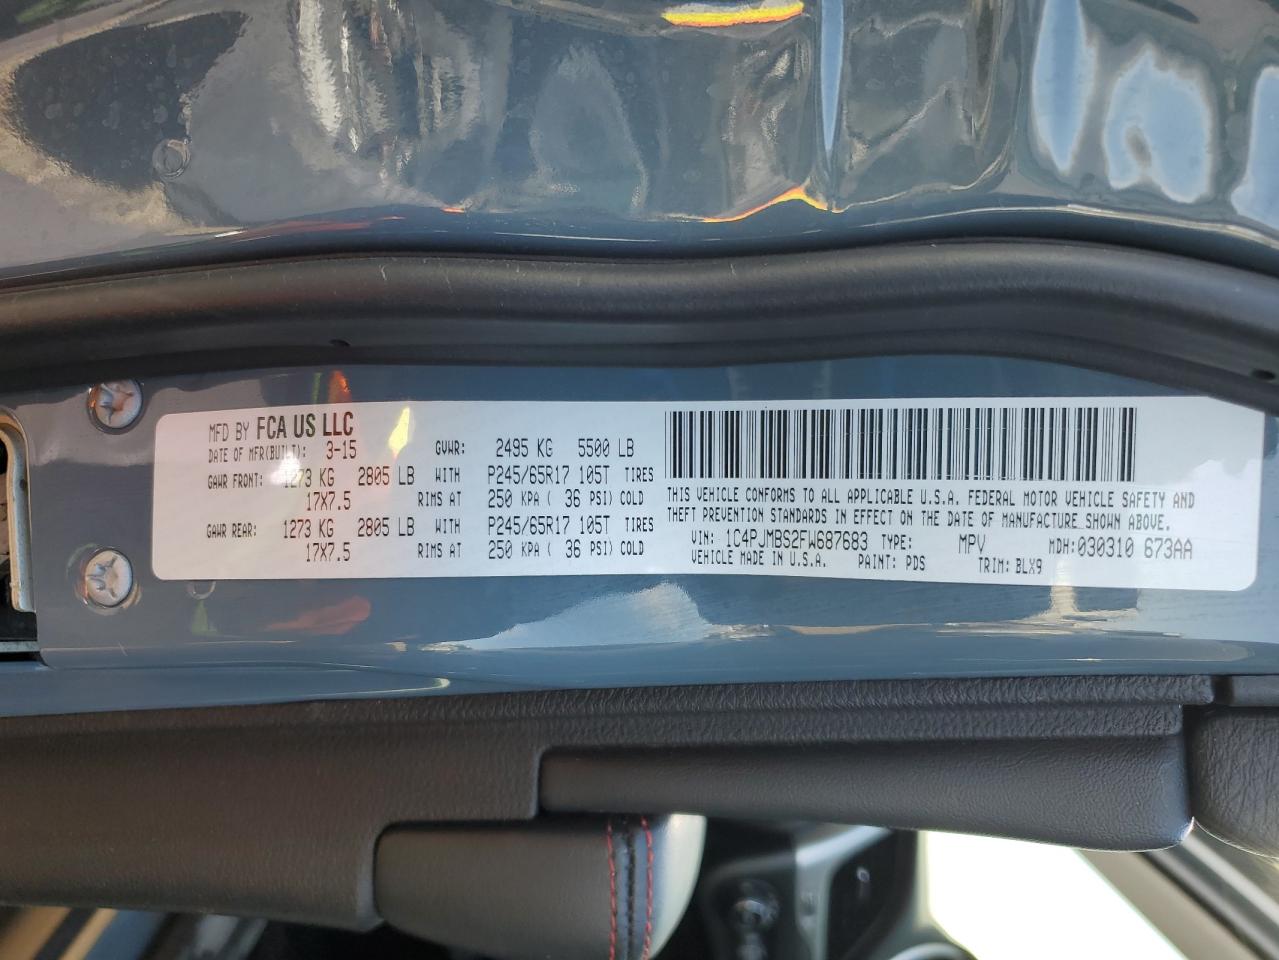 MFD BY FCA US LLC
DATE OF MFR(BUILT): 3-15 GVWR: 2495 KG 5500 LB
GAWR FRONT: 1273 KG 2805 LB WITH P245/65R17 105T TIRES
17X7.5 RIMS AT 250 KPA ( 36 PSI) COLD
GAWR REAR: 1273 KG 2805 LB WITH P245/65R17 105T TIRES
17X7.5 RIMS AT 250 KPA ( 36 PSI) COLD
THIS VEHICLE CONFORMS TO ALL APPLICABLE U.S.A. FEDERAL MOTOR VEHICLE SAFETY AND
THEFT PREVENTION STANDARDS IN EFFECT ON THE DATE OF MANUFACTURE SHOWN ABOVE.
VIN: 1C4PJMBS2FW687683 TYPE: MPV MDH:030310 673AA
VEHICLE MADE IN U.S.A. PAINT: PDS TRIM: BLX9